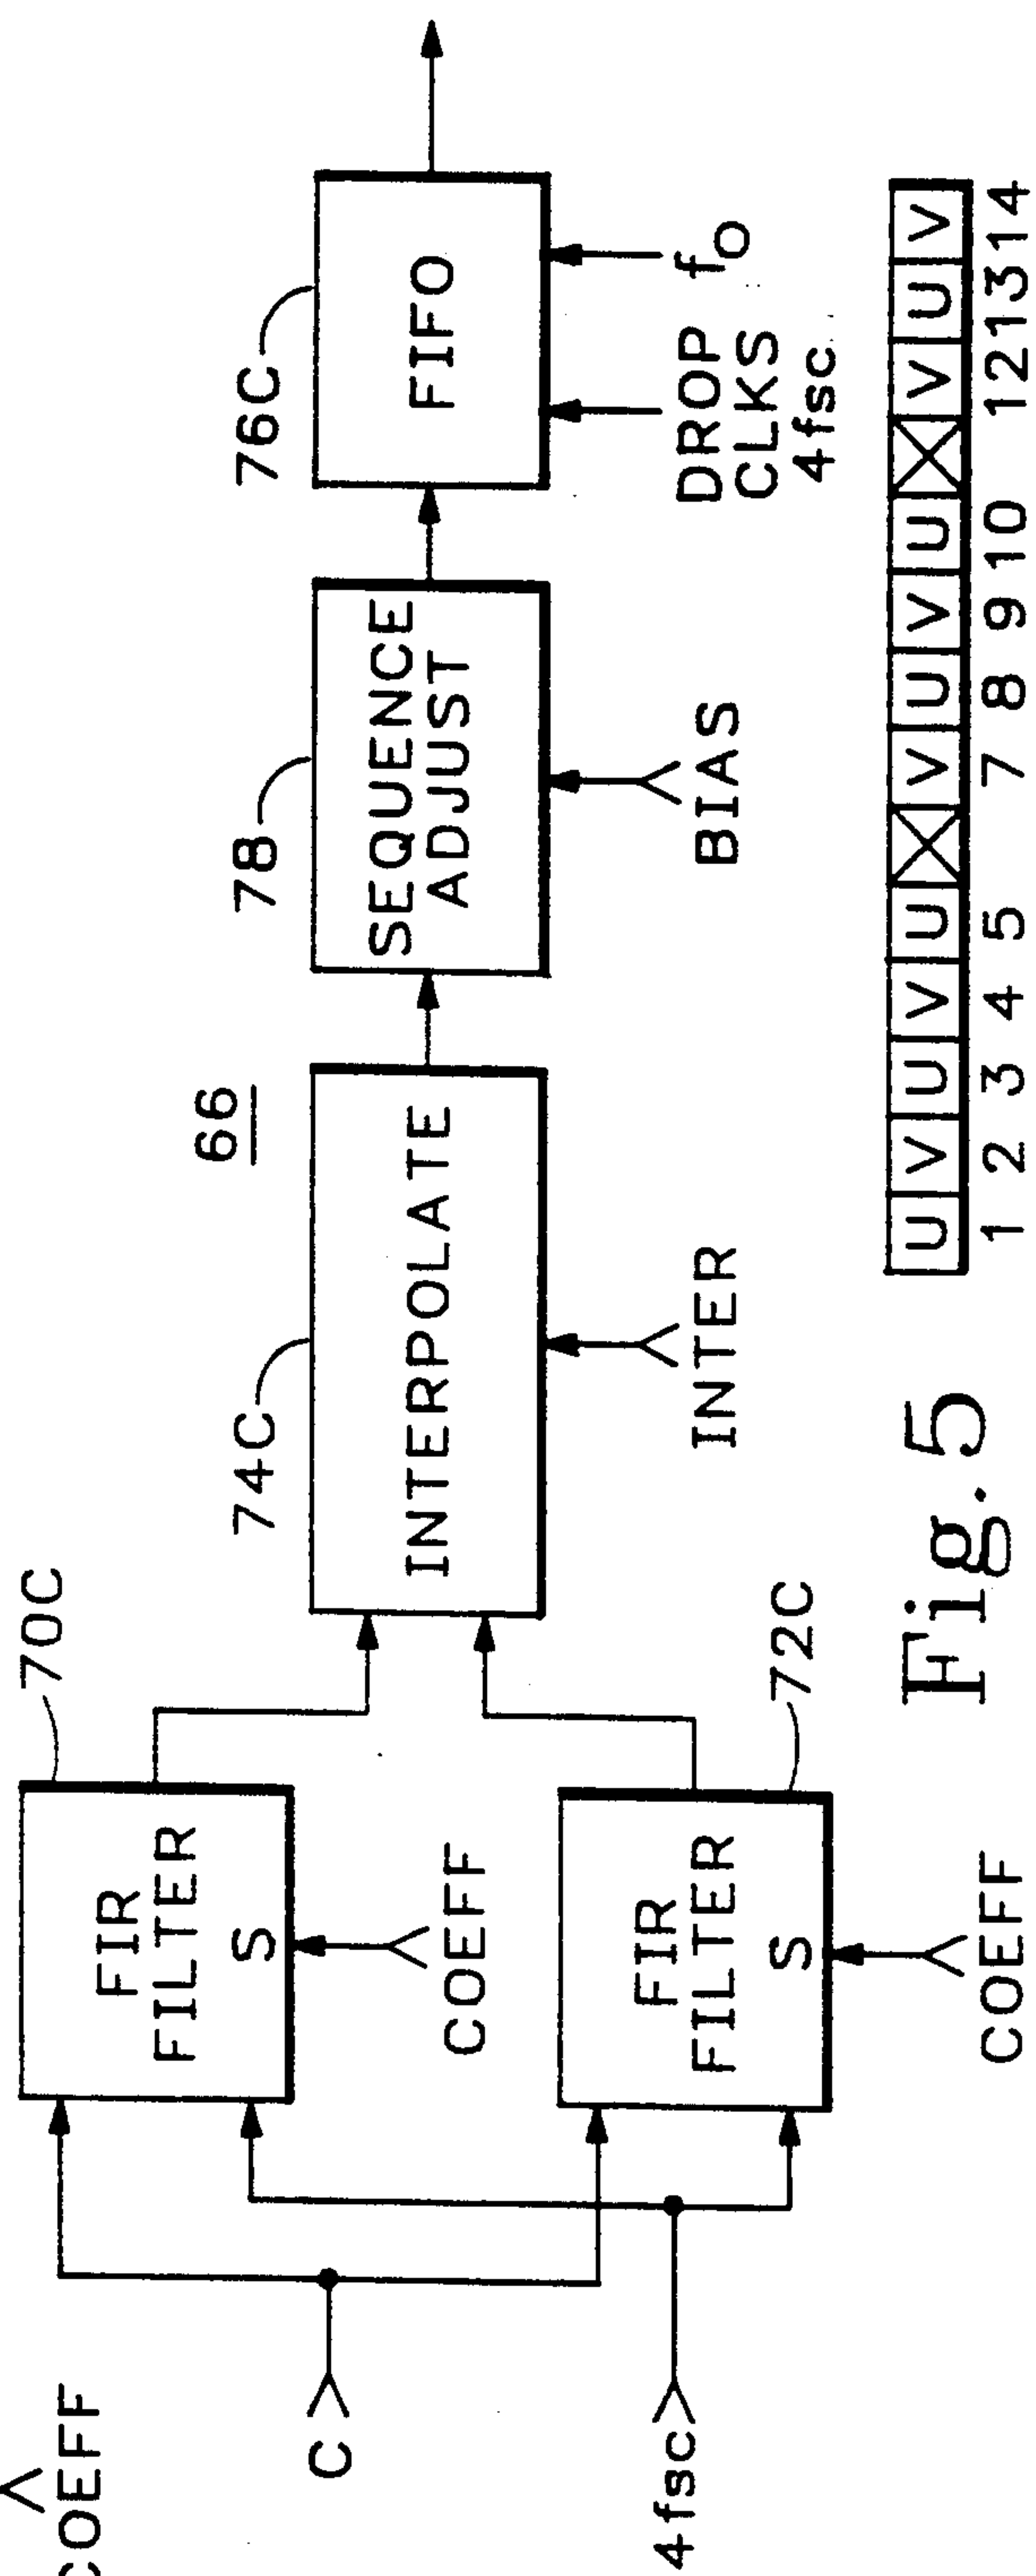 COEFF
C
4fsc
FIR
FILTER
S
70C
COEFF
FIR
FILTER
S
72C
COEFF
66
INTERPOLATE
74C
INTER
SEQUENCE
ADJUST
78
BIAS
FIFO
76C
DROP
CLKS
4fsc
fO
U V U V U V U V U V U V
1 2 3 4 5 7 8 9 10 12 13 14
Fig. 5